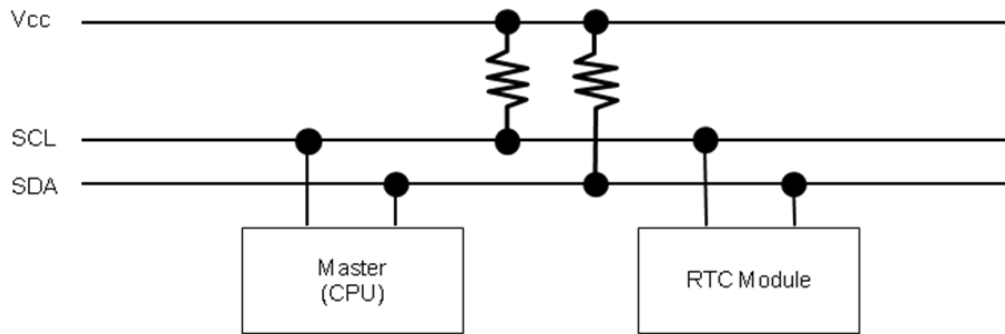 Vcc
SCL
SDA
Master
(CPU)
RTC Module